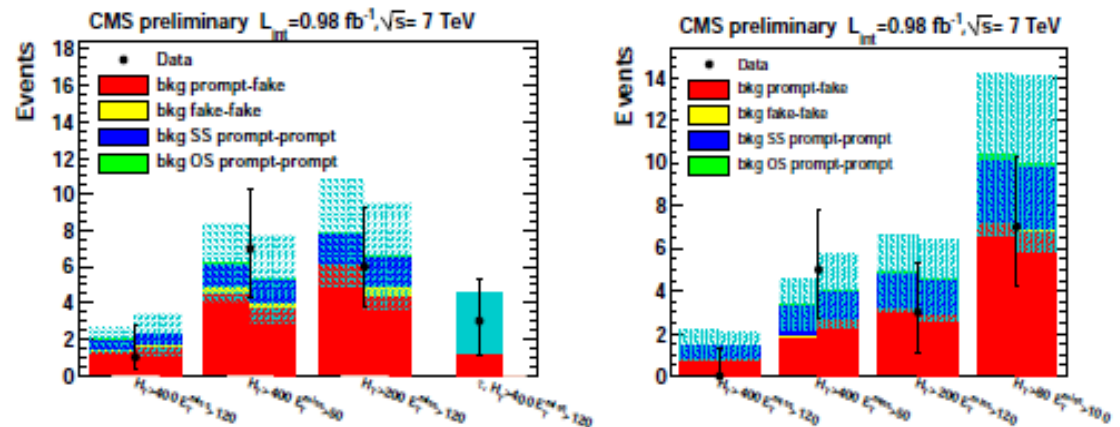 CMS preliminary L_int=0.98 fb⁻¹,√s= 7 TeV
Events
18
16
14
12
10
8
6
4
2
0
Data
bkg prompt-fake
bkg fake-fake
bkg SS prompt-prompt
bkg OS prompt-prompt
H_T>400 E_T^miss>120
H_T>400 E_T^miss>50
H_T>200 E_T^miss>120
τ, H_T>400 E_T^miss>120
CMS preliminary L_int=0.98 fb⁻¹,√s= 7 TeV
Events
14
12
10
8
6
4
2
0
Data
bkg prompt-fake
bkg fake-fake
bkg SS prompt-prompt
bkg OS prompt-prompt
H_T>400 E_T^miss>120
H_T>400 E_T^miss>50
H_T>200 E_T^miss>120